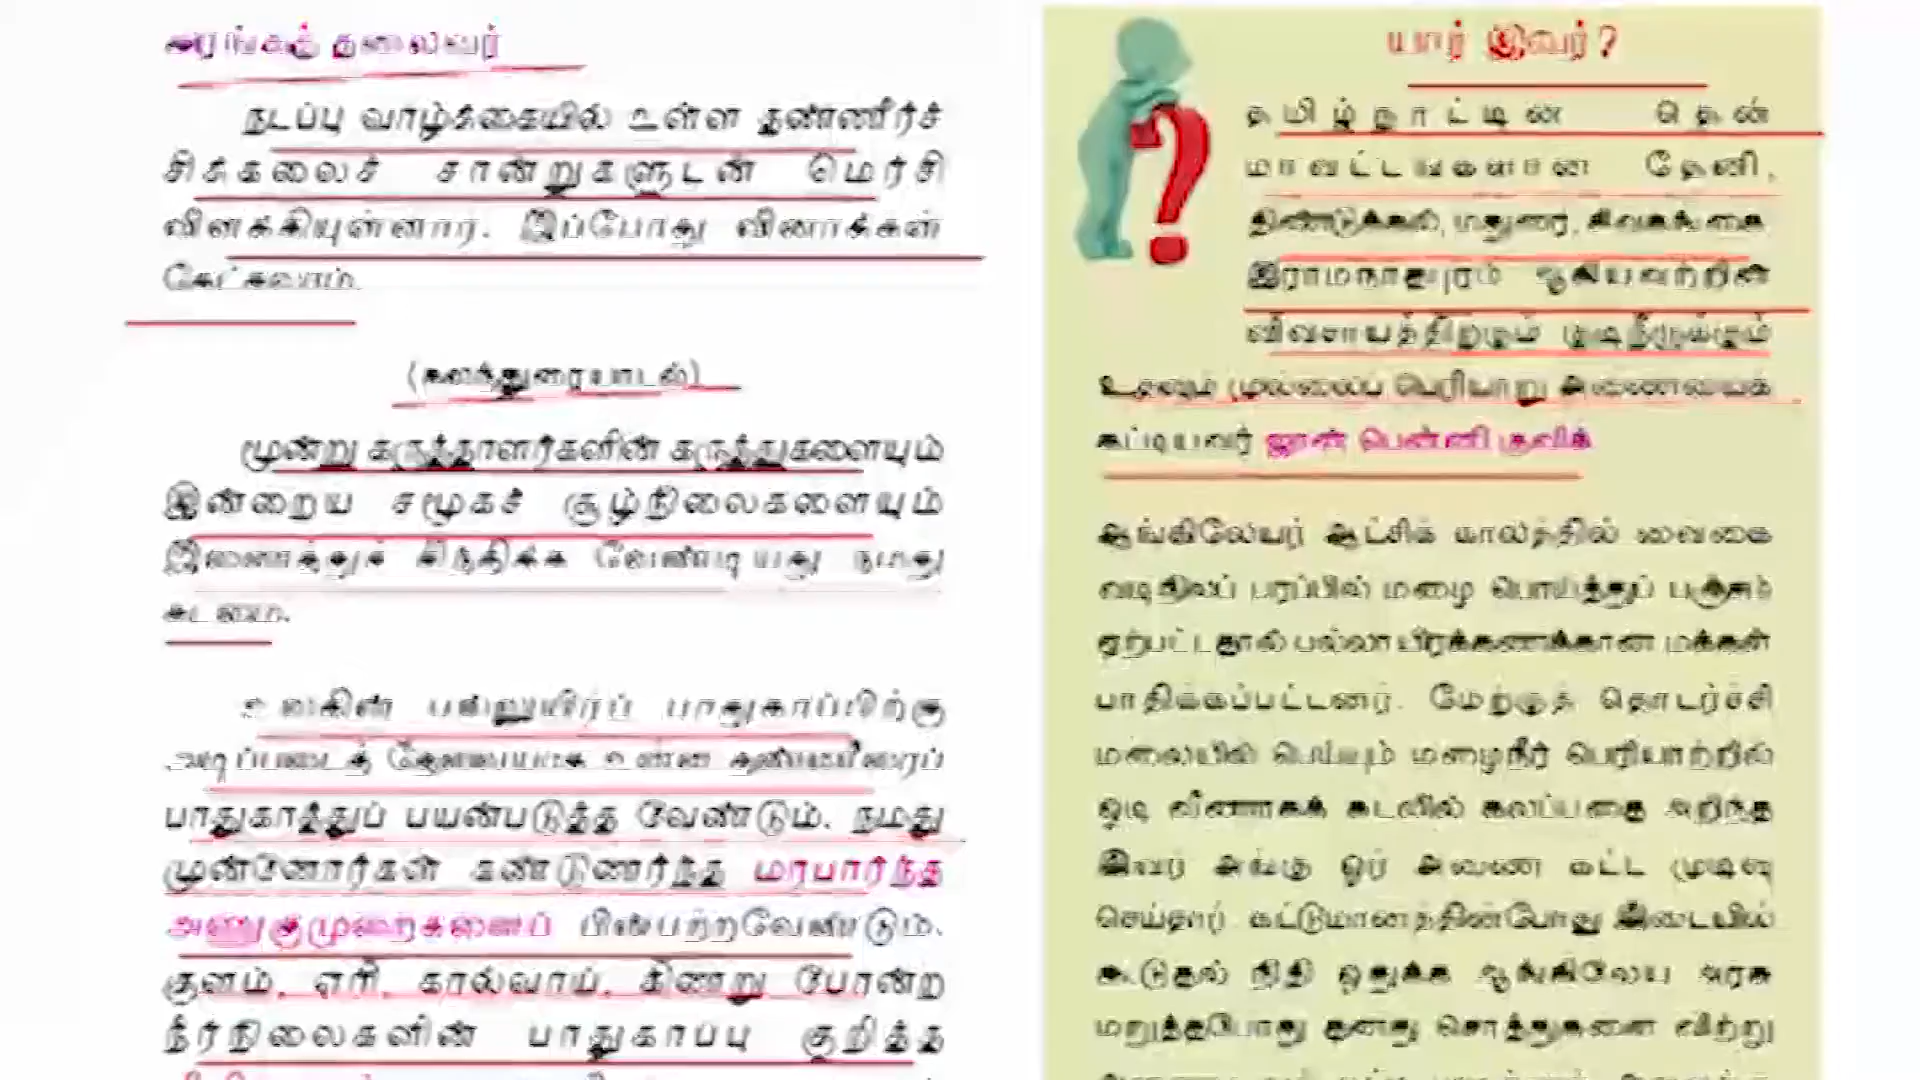 அரங்கத் தலைவர்
நடப்பு வாழ்க்கையில் உள்ள தண்ணீர்ச்
சிக்கலைச் சான்றுகளுடன் மெர்சி
விளக்கியுள்ளார். இப்போது வினாக்கள்
கேட்கலாம்.
(கலந்துரையாடல்)
மூன்று கருத்தாளர்களின் கருத்துகளையும்
இன்றைய சமூகச் சூழ்நிலைகளையும்
இணைத்துச் சிந்திக்க வேண்டியது நமது
கடமை.
உலகின் பல்லுயிர்ப் பாதுகாப்பிற்கு
அடிப்படைத் தேவையாக உள்ள தண்ணீரைப்
பாதுகாத்துப் பயன்படுத்த வேண்டும். நமது
முன்னோர்கள் கண்டுணர்ந்த மரபார்ந்த
அணுகுமுறைகளைப் பின்பற்றவேண்டும்.
குளம், ஏரி, கால்வாய், கிணறு போன்ற
நீர்நிலைகளின் பாதுகாப்பு குறித்த
யார் இவர்?
தமிழ்நாட்டின் தென்
மாவட்டங்களான தேனி,
திண்டுக்கல், மதுரை, சிவகங்கை
இராமநாதபுரம் ஆகியவற்றின்
விவசாயத்திற்கும் குடிநீருக்கும்
உதவும் முல்லைப் பெரியாறு அணையைக்
கட்டியவர் ஜான் பென்னி குவிக்
ஆங்கிலேயர் ஆட்சிக் காலத்தில் வைகை
வடிநிலப் பரப்பில் மழை பொய்த்துப் பஞ்சம்
ஏற்பட்டதால் பல்லாயிரக்கணக்கான மக்கள்
பாதிக்கப்பட்டனர். மேற்குத் தொடர்ச்சி
மலையில் பெய்யும் மழைநீர் பெரியாற்றில்
ஓடி வீணாகக் கடலில் கலப்பதை அறிந்த
இவர் அங்கு ஓர் அணை கட்ட முடிவு
செய்தார் கட்டுமானத்தின்போது இடையில்
கூடுதல் நிதி ஒதுக்க ஆங்கிலேய அரசு
மறுத்தபோது தனது சொத்துகளை விற்று